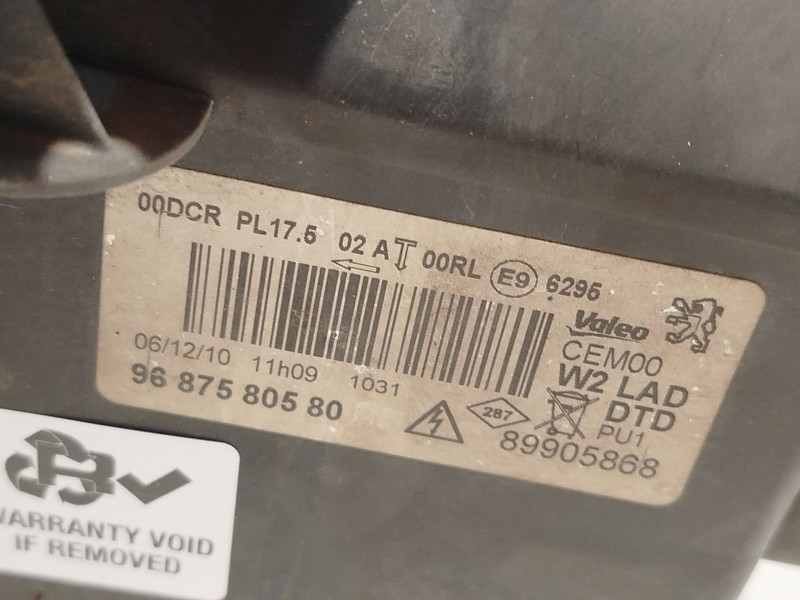 00DCR PL17.5 02 A 00RL E9 6295
Valeo
CEM00
06/12/10 11h09 1031
W2 LAD
96 875 805 80
287
DTD
PU1
89905868
WARRANTY VOID
IF REMOVED